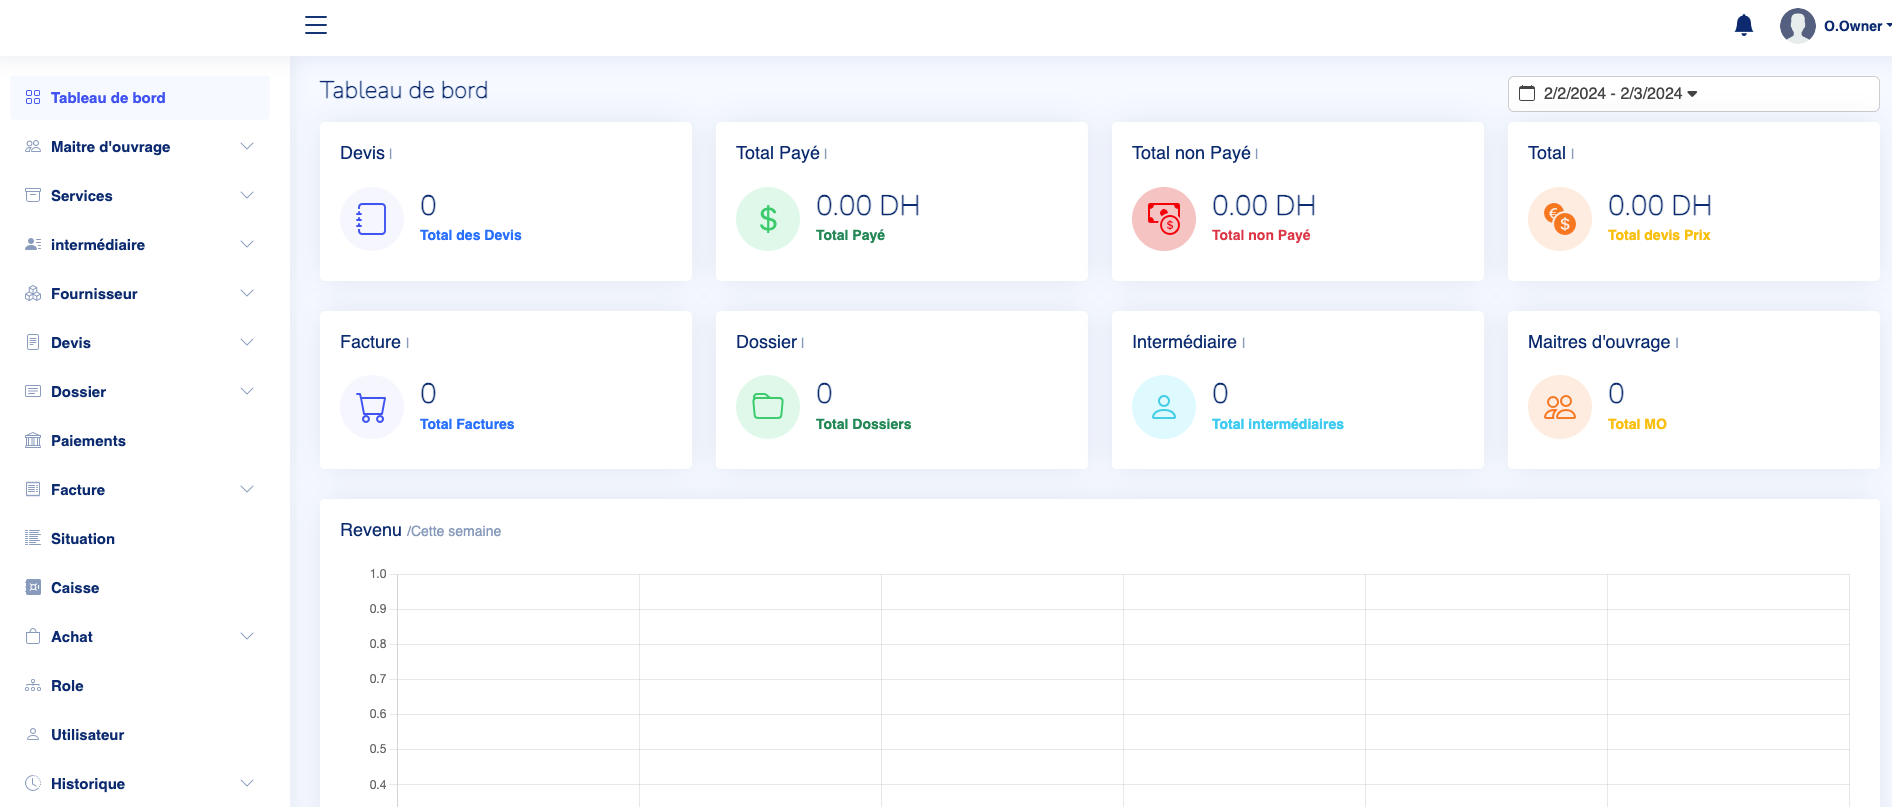 O.Owner
Tableau de bord
Maitre d'ouvrage
Services
intermédiaire
Fournisseur
Devis
Dossier
Paiements
Facture
Situation
Caisse
Achat
Role
Utilisateur
Historique
Tableau de bord
2/2/2024 - 2/3/2024
Devis |
0
Total des Devis
Total Payé |
0.00 DH
Total Payé
Total non Payé |
0.00 DH
Total non Payé
Total |
0.00 DH
Total devis Prix
Facture |
0
Total Factures
Dossier |
0
Total Dossiers
Intermédiaire |
0
Total intermédiaires
Maitres d'ouvrage |
0
Total MO
Revenu /Cette semaine
1.0
0.9
0.8
0.7
0.6
0.5
0.4